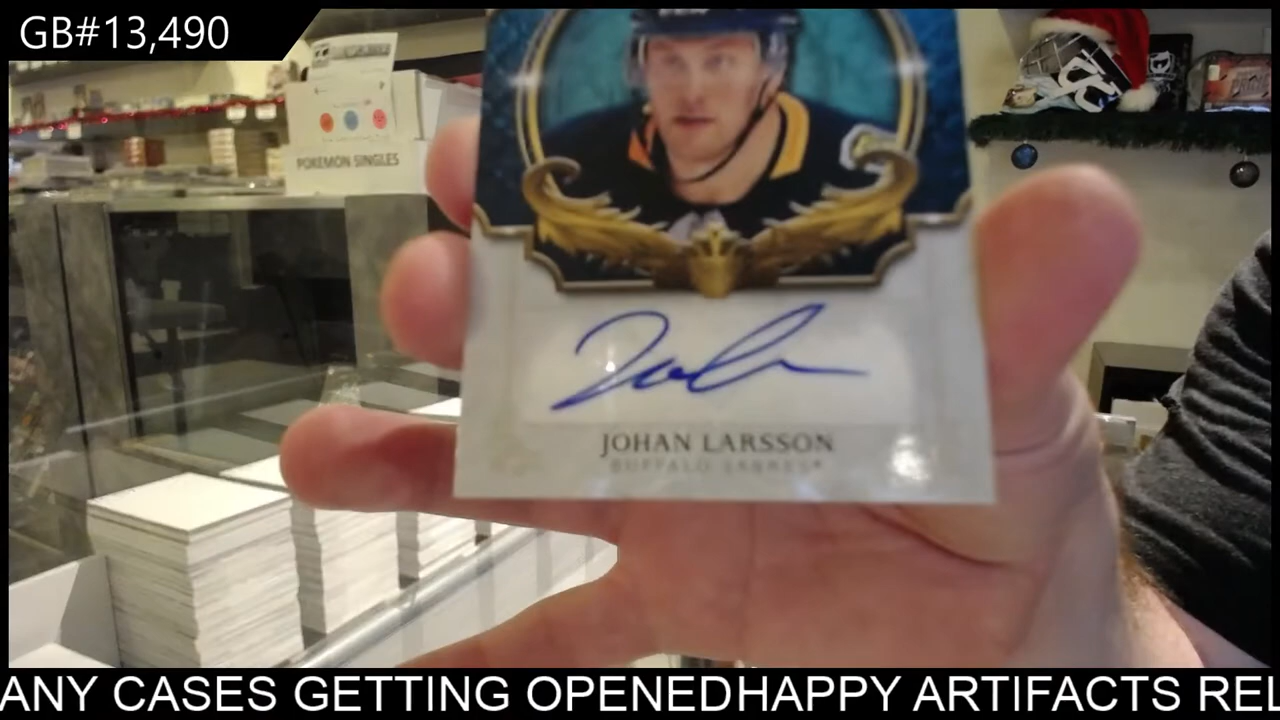 GB#13,490
POKEMON SINGLES
JOHAN LARSSON
BUFFALO SABRES
ANY CASES GETTING OPENEDHAPPY ARTIFACTS REL